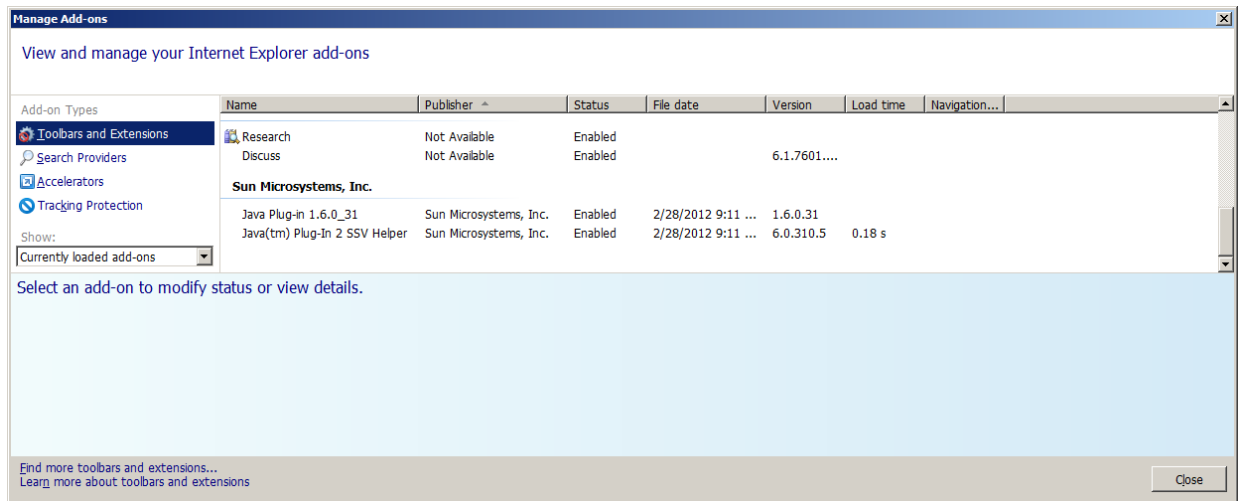 Manage Add-ons
View and manage your Internet Explorer add-ons
Add-on Types
Toolbars and Extensions
Search Providers
Accelerators
Tracking Protection
Show:
Currently loaded add-ons
Name Publisher Status File date Version Load time Navigation...
Research Not Available Enabled
Discuss Not Available Enabled 6.1.7601....
Sun Microsystems, Inc.
Java Plug-in 1.6.0_31 Sun Microsystems, Inc. Enabled 2/28/2012 9:11 ... 1.6.0.31
Java(tm) Plug-In 2 SSV Helper Sun Microsystems, Inc. Enabled 2/28/2012 9:11 ... 6.0.310.5 0.18 s
Select an add-on to modify status or view details.
Find more toolbars and extensions...
Learn more about toolbars and extensions
Close